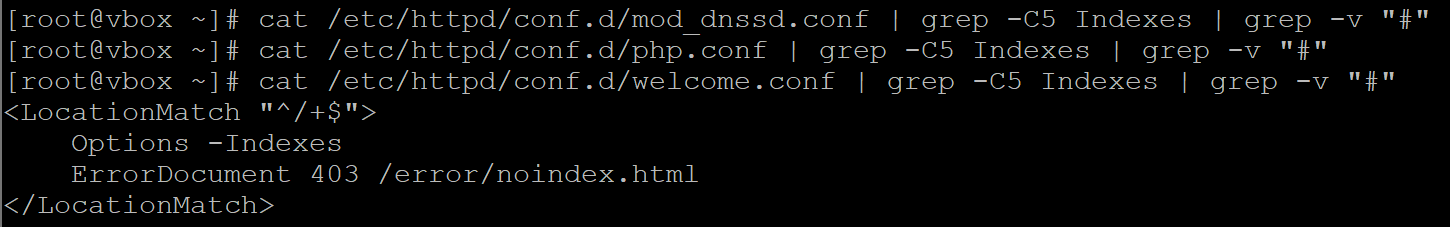 [root@vbox ~]# cat /etc/httpd/conf.d/mod_dnssd.conf | grep -C5 Indexes | grep -v "#"
[root@vbox ~]# cat /etc/httpd/conf.d/php.conf | grep -C5 Indexes | grep -v "#"
[root@vbox ~]# cat /etc/httpd/conf.d/welcome.conf | grep -C5 Indexes | grep -v "#"
<LocationMatch "^/+$">
    Options -Indexes
    ErrorDocument 403 /error/noindex.html
</LocationMatch>